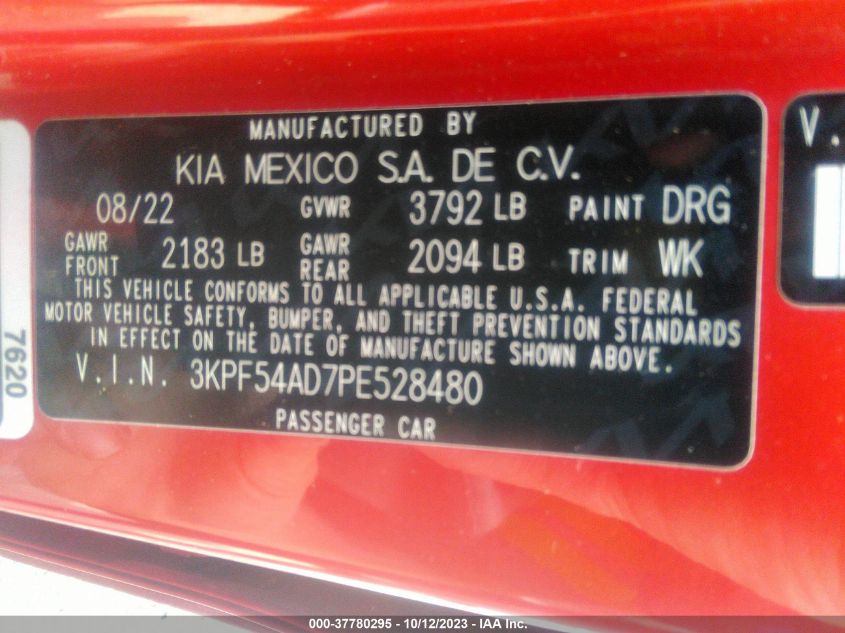 MANUFACTURED BY
KIA MEXICO S.A. DE C.V.
08/22 GVWR 3792 LB PAINT DRG
GAWR FRONT 2183 LB GAWR REAR 2094 LB TRIM WK
THIS VEHICLE CONFORMS TO ALL APPLICABLE U.S.A. FEDERAL
MOTOR VEHICLE SAFETY, BUMPER, AND THEFT PREVENTION STANDARDS
IN EFFECT ON THE DATE OF MANUFACTURE SHOWN ABOVE.
V.I.N. 3KPF54AD7PE528480
PASSENGER CAR
7620
V.
000-37780295 - 10/12/2023 - IAA Inc.